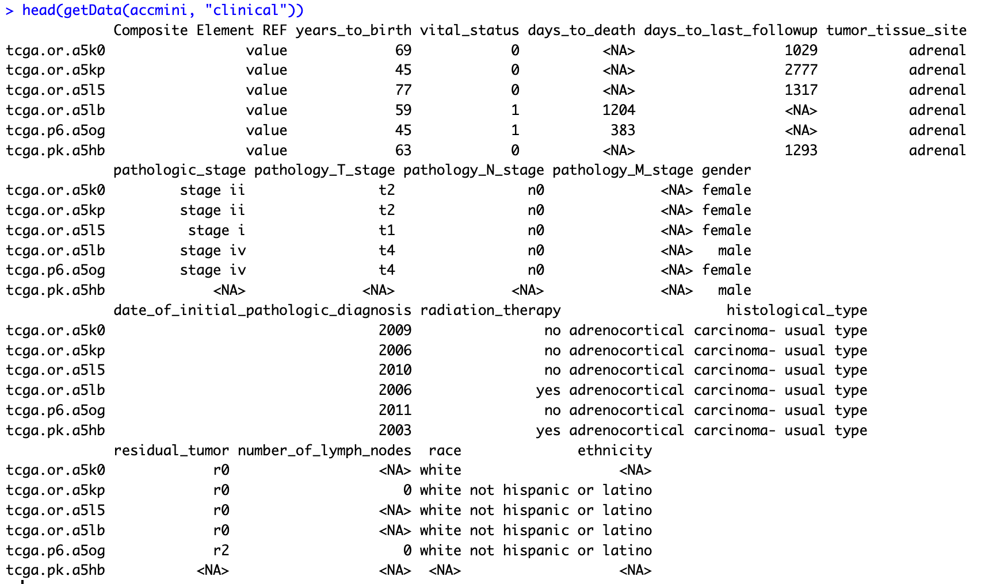 > head(getData(accmini, "clinical"))
             Composite Element REF years_to_birth vital_status days_to_death days_to_last_followup tumor_tissue_site
tcga.or.a5k0                 value             69            0          <NA>                  1029           adrenal
tcga.or.a5kp                 value             45            0          <NA>                  2777           adrenal
tcga.or.a5l5                 value             77            0          <NA>                  1317           adrenal
tcga.or.a5lb                 value             59            1          1204                  <NA>           adrenal
tcga.p6.a5og                 value             45            1           383                  <NA>           adrenal
tcga.pk.a5hb                 value             63            0          <NA>                  1293           adrenal
             pathologic_stage pathology_T_stage pathology_N_stage pathology_M_stage gender
tcga.or.a5k0         stage ii                t2                n0              <NA> female
tcga.or.a5kp         stage ii                t2                n0              <NA> female
tcga.or.a5l5          stage i                t1                n0              <NA> female
tcga.or.a5lb         stage iv                t4                n0              <NA>   male
tcga.p6.a5og         stage iv                t4                n0              <NA> female
tcga.pk.a5hb             <NA>              <NA>              <NA>              <NA>   male
             date_of_initial_pathologic_diagnosis radiation_therapy                    histological_type
tcga.or.a5k0                                 2009                no adrenocortical carcinoma- usual type
tcga.or.a5kp                                 2006                no adrenocortical carcinoma- usual type
tcga.or.a5l5                                 2010                no adrenocortical carcinoma- usual type
tcga.or.a5lb                                 2006               yes adrenocortical carcinoma- usual type
tcga.p6.a5og                                 2011                no adrenocortical carcinoma- usual type
tcga.pk.a5hb                                 2003               yes adrenocortical carcinoma- usual type
             residual_tumor number_of_lymph_nodes  race              ethnicity
tcga.or.a5k0             r0                  <NA> white                   <NA>
tcga.or.a5kp             r0                     0 white not hispanic or latino
tcga.or.a5l5             r0                  <NA> white not hispanic or latino
tcga.or.a5lb             r0                  <NA> white not hispanic or latino
tcga.p6.a5og             r2                     0 white not hispanic or latino
tcga.pk.a5hb           <NA>                  <NA>  <NA>                   <NA>